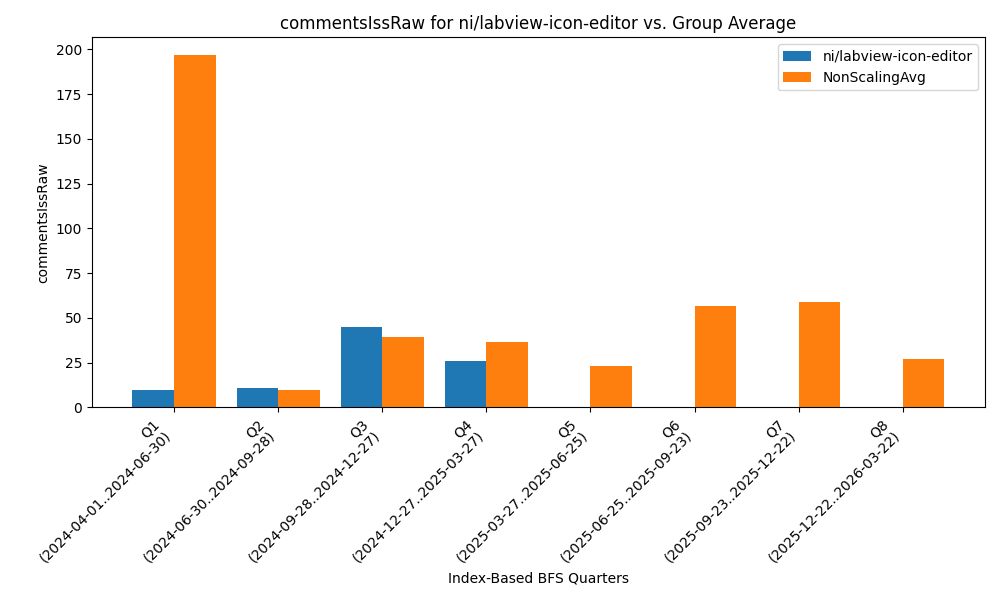 commentsIssRaw for ni/labview-icon-editor vs. Group Average
ni/labview-icon-editor
NonScalingAvg
commentsIssRaw
200
175
150
125
100
75
50
25
0
Q1
(2024-04-01..2024-06-30)
Q2
(2024-06-30..2024-09-28)
Q3
(2024-09-28..2024-12-27)
Q4
(2024-12-27..2025-03-27)
Q5
(2025-03-27..2025-06-25)
Q6
(2025-06-25..2025-09-23)
Q7
(2025-09-23..2025-12-22)
Q8
(2025-12-22..2026-03-22)
Index-Based BFS Quarters